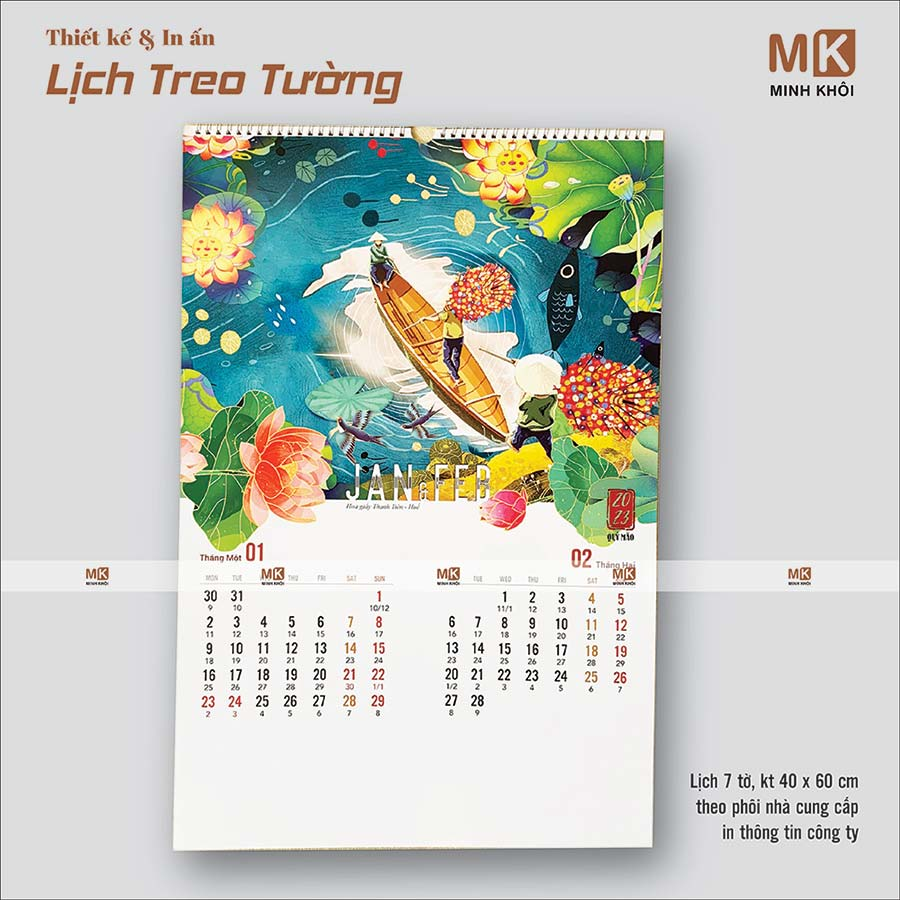 Thiết kế & In ấn
Lịch Treo Tường
MK
MINH KHÔI
JAN & FEB
Hoa giấy Thanh Tiên - Huế
20
23
QUÝ MÃO
Tháng Một 01
MON TUE THU FRI SAT SUN
30 31 1
9 10 10/12
2 3 4 5 6 7 8
11 12 13 14 15 16 17
9 10 11 12 13 14 15
18 19 20 21 22 23 24
16 17 18 19 20 21 22
25 26 27 28 29 30 1/1
23 24 25 26 27 28 29
2 3 4 5 6 7 8
02 Tháng Hai
TUE WED THU FRI SAT
1 2 3 4 5
11/1 12 13 14 15
6 7 8 9 10 11 12
16 17 18 19 20 21 22
13 14 15 16 17 18 19
23 24 25 26 27 28 29
20 21 22 23 24 25 26
1/2 2 3 4 5 6 7
27 28
8 9
MK
MINH KHÔI
MK
MINH KHÔI
MK
MINH KHÔI
MK
MINH KHÔI
MK
MINH KHÔI
Lịch 7 tờ, kt 40 x 60 cm
theo phôi nhà cung cấp
in thông tin công ty